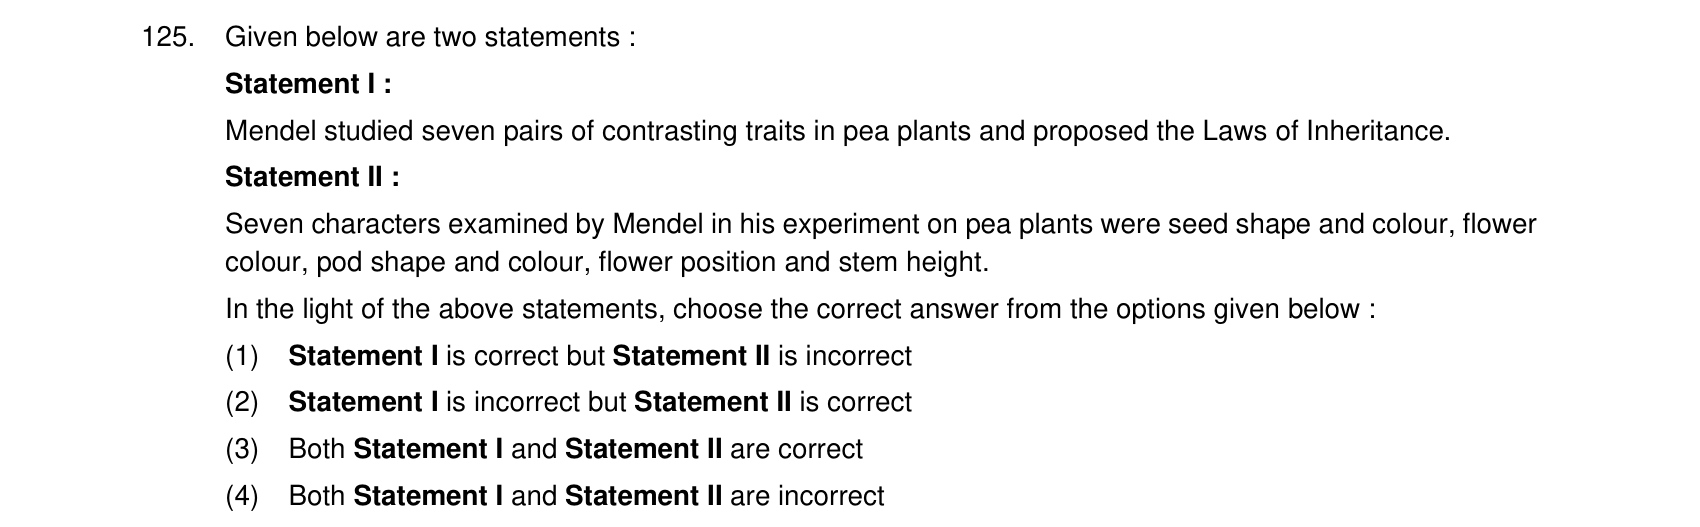 125. Given below are two statements :
Statement I :
Mendel studied seven pairs of contrasting traits in pea plants and proposed the Laws of Inheritance.
Statement II :
Seven characters examined by Mendel in his experiment on pea plants were seed shape and colour, flower
colour, pod shape and colour, flower position and stem height.
In the light of the above statements, choose the correct answer from the options given below :
(1) Statement I is correct but Statement II is incorrect
(2) Statement I is incorrect but Statement II is correct
(3) Both Statement I and Statement II are correct
(4) Both Statement I and Statement II are incorrect